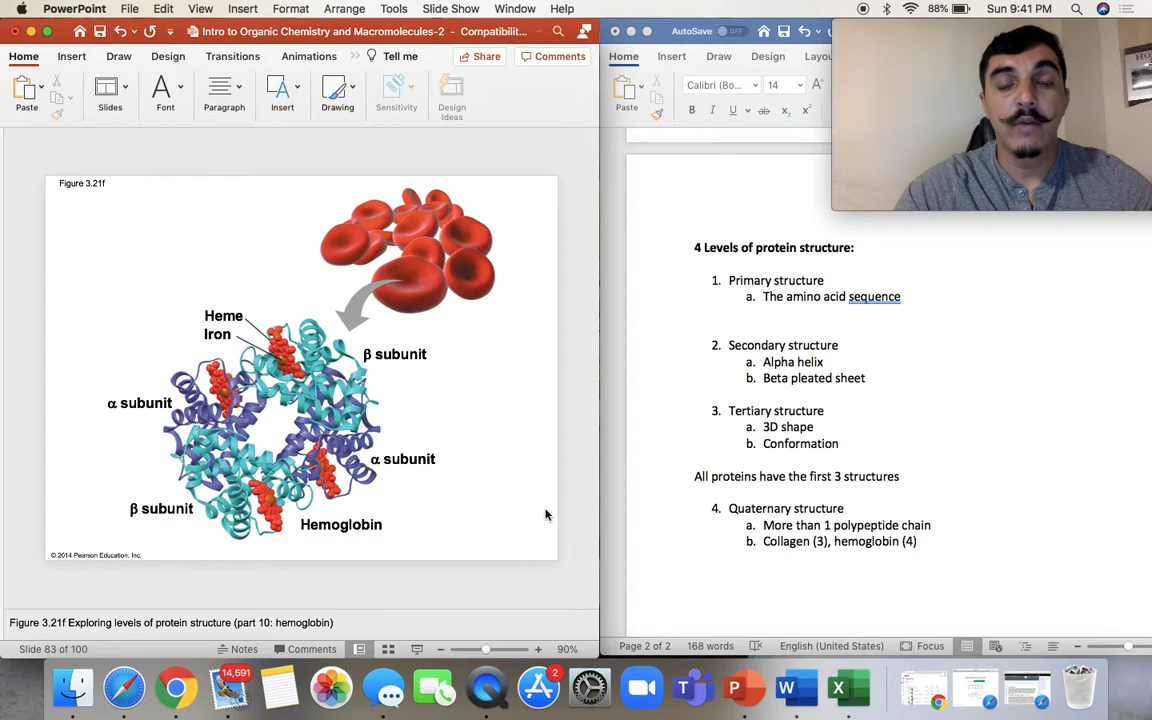 PowerPoint File Edit View Insert Format Arrange Tools Slide Show Window Help 88% Sun 9:41 PM
Intro to Organic Chemistry and Macromolecules-2 - Compatibilit...
AutoSave OFF
Home Insert Draw Design Transitions Animations >> Tell me Share Comments
Home Insert Draw Design
Paste Slides Font Paragraph Insert Drawing Sensitivity Design Ideas
Paste Calibri (Bo... 14
B I U ab x₂ x²
Figure 3.21f
Heme
Iron
β subunit
α subunit
α subunit
β subunit
Hemoglobin
© 2014 Pearson Education, Inc.
Figure 3.21f Exploring levels of protein structure (part 10: hemoglobin)
Slide 83 of 100 Notes Comments 90%
4 Levels of protein structure:
1. Primary structure
a. The amino acid sequence
2. Secondary structure
a. Alpha helix
b. Beta pleated sheet
3. Tertiary structure
a. 3D shape
b. Conformation
All proteins have the first 3 structures
4. Quaternary structure
a. More than 1 polypeptide chain
b. Collagen (3), hemoglobin (4)
Page 2 of 2 168 words English (United States) Focus
14,691
2